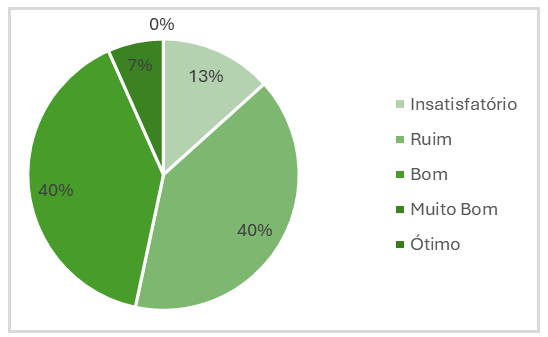 0%
7%
13%
40%
40%
Insatisfatório
Ruim
Bom
Muito Bom
Ótimo